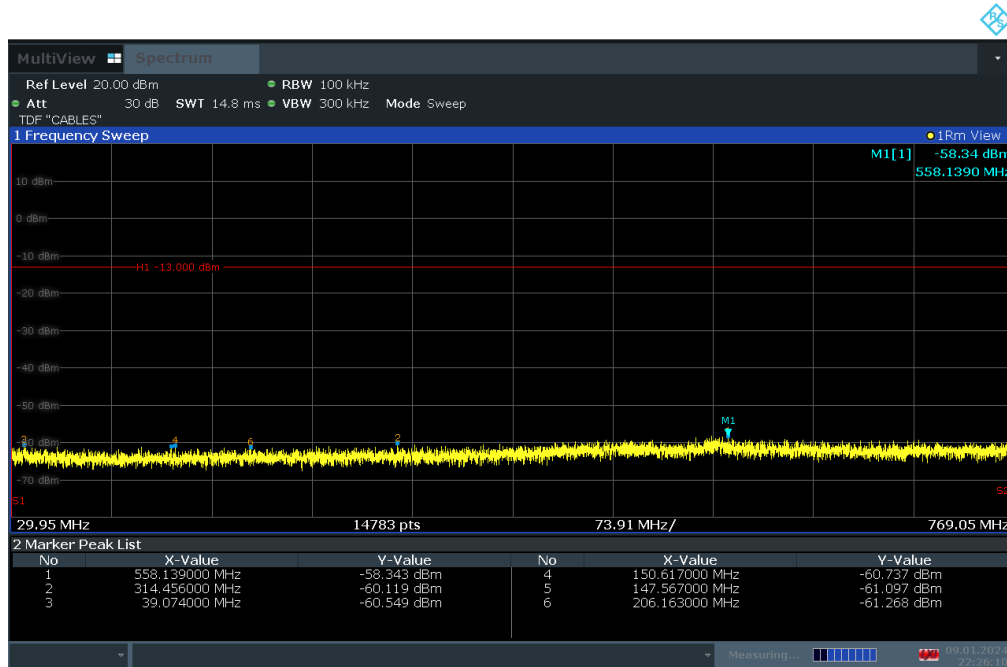 R&S
MultiView Spectrum
Ref Level 20.00 dBm RBW 100 kHz
Att 30 dB SWT 14.8 ms VBW 300 kHz Mode Sweep
TDF "CABLES"
1 Frequency Sweep 1Rm View
M1[1] -58.34 dBm
558.1390 MHz
10 dBm
0 dBm
-10 dBm
H1 -13.000 dBm
-20 dBm
-30 dBm
-40 dBm
-50 dBm
M1
3 4 6 2
-60 dBm
-70 dBm
S1 S2
29.95 MHz 14783 pts 73.91 MHz/ 769.05 MHz
2 Marker Peak List
No X-Value Y-Value No X-Value Y-Value
1 558.139000 MHz -58.343 dBm 4 150.617000 MHz -60.737 dBm
2 314.456000 MHz -60.119 dBm 5 147.567000 MHz -61.097 dBm
3 39.074000 MHz -60.549 dBm 6 206.163000 MHz -61.268 dBm
Measuring... 09.01.2024